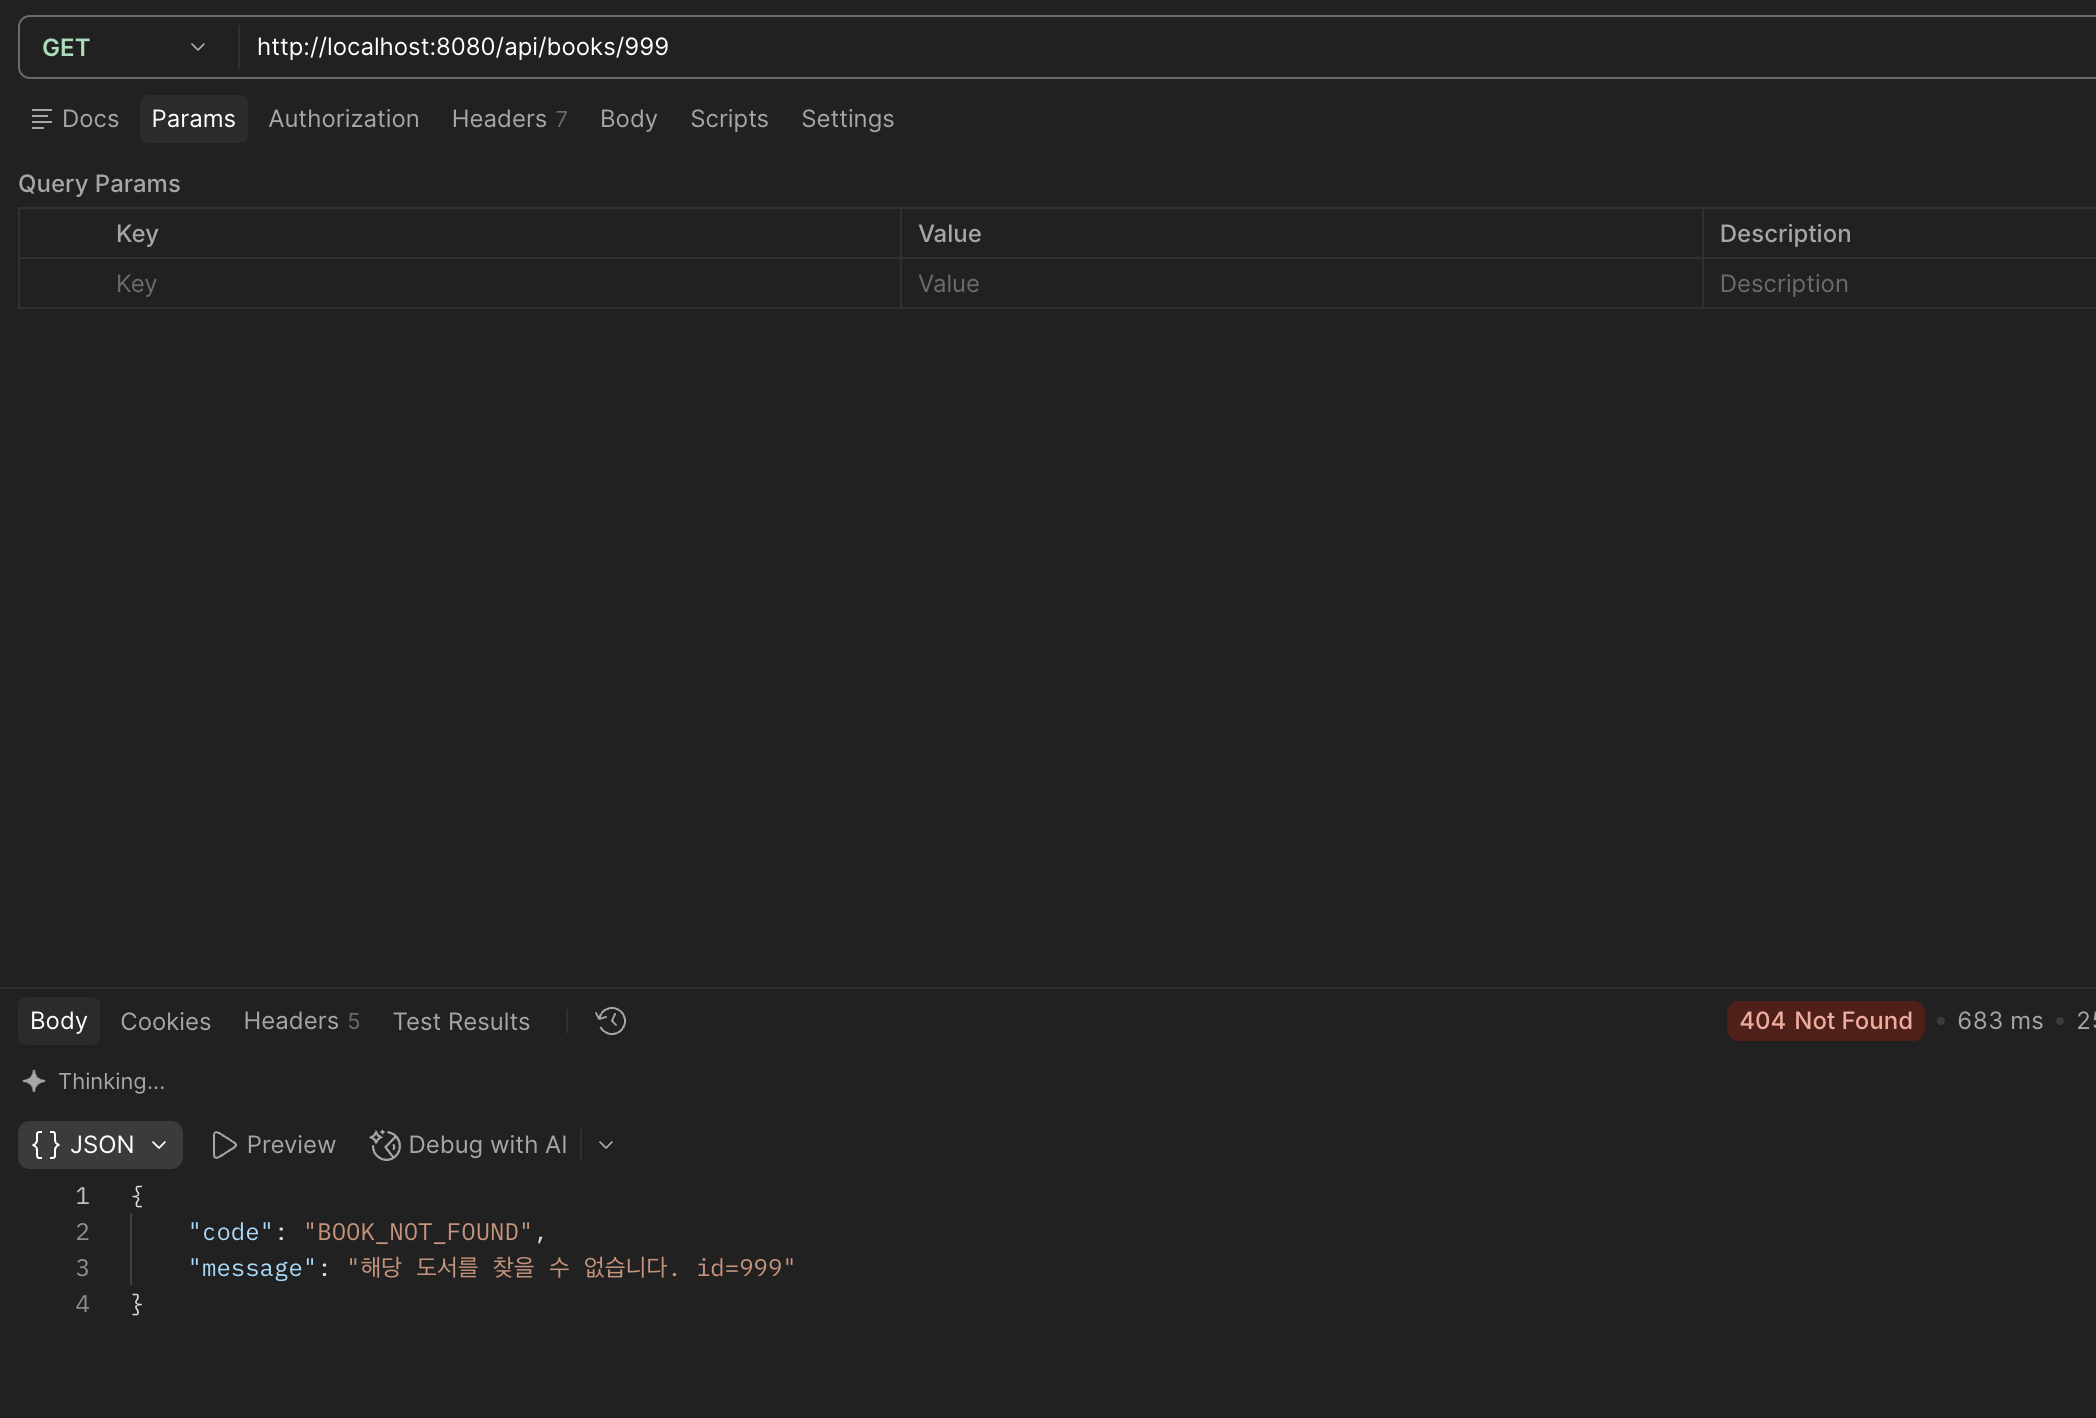 GET http://localhost:8080/api/books/999
Docs Params Authorization Headers 7 Body Scripts Settings
Query Params
Key Value Description
Key Value Description
Body Cookies Headers 5 Test Results 404 Not Found • 683 ms •
Thinking...
{ } JSON Preview Debug with AI
1 {
2 "code": "BOOK_NOT_FOUND",
3 "message": "해당 도서를 찾을 수 없습니다. id=999"
4 }